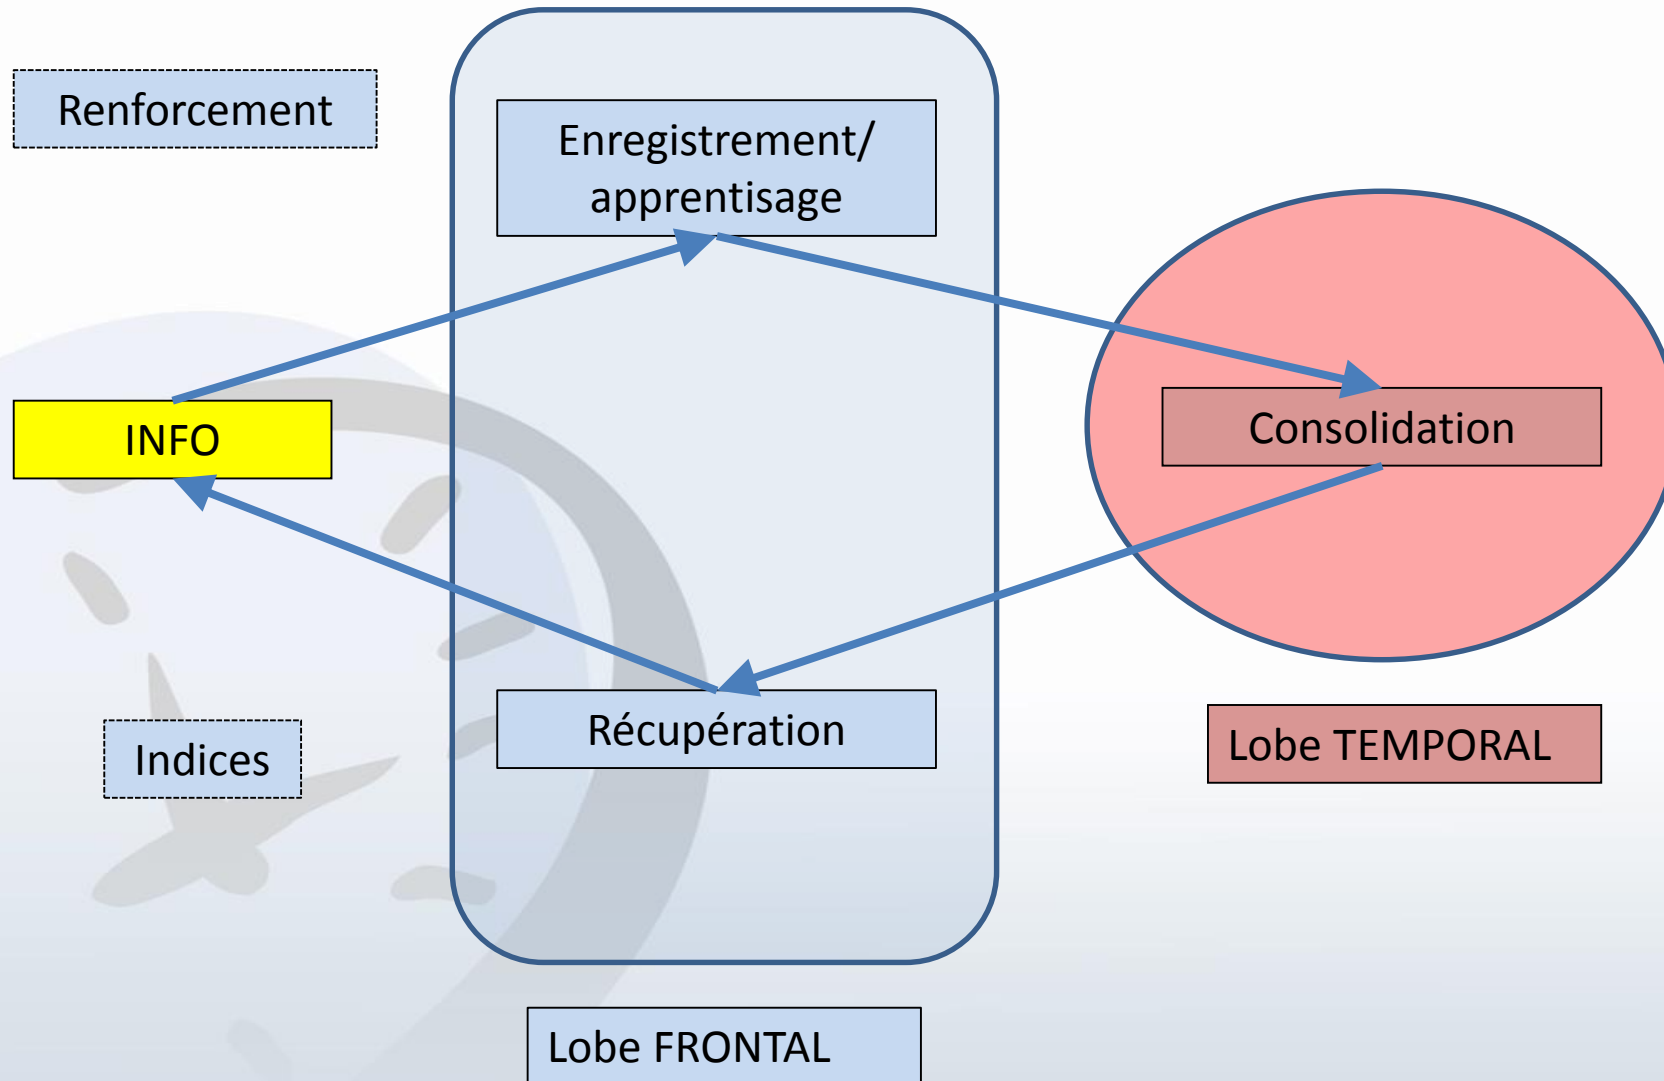 Renforcement
Enregistrement/
apprentisage
INFO
Consolidation
Récupération
Indices
Lobe TEMPORAL
Lobe FRONTAL